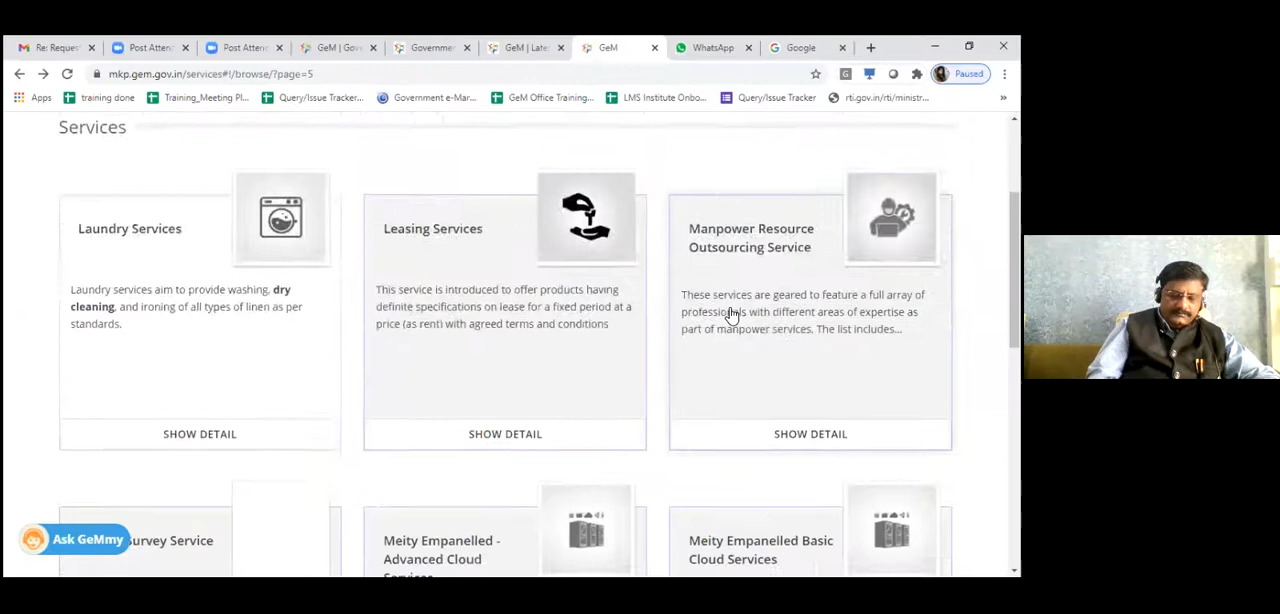 Re: Reques
Post Atten
Post Atten
GeM | Gov
Governme
GeM | Late
GeM
WhatsApp
Google
mkp.gem.gov.in/services#!/browse/?page=5
Paused
Apps
training done
Training_Meeting Pl...
Query/Issue Tracker...
Government e-Mar...
GeM Office Training...
LMS Institute Onbo...
Query/Issue Tracker
rti.gov.in/rti/ministr...
Services
Laundry Services
Laundry services aim to provide washing, dry
cleaning, and ironing of all types of linen as per
standards.
SHOW DETAIL
Leasing Services
This service is introduced to offer products having
definite specifications on lease for a fixed period at a
price (as rent) with agreed terms and conditions
SHOW DETAIL
Manpower Resource
Outsourcing Service
These services are geared to feature a full array of
professionals with different areas of expertise as
part of manpower services. The list includes...
SHOW DETAIL
Survey Service
Meity Empanelled -
Advanced Cloud
Services
Meity Empanelled Basic
Cloud Services
Ask GeMmy